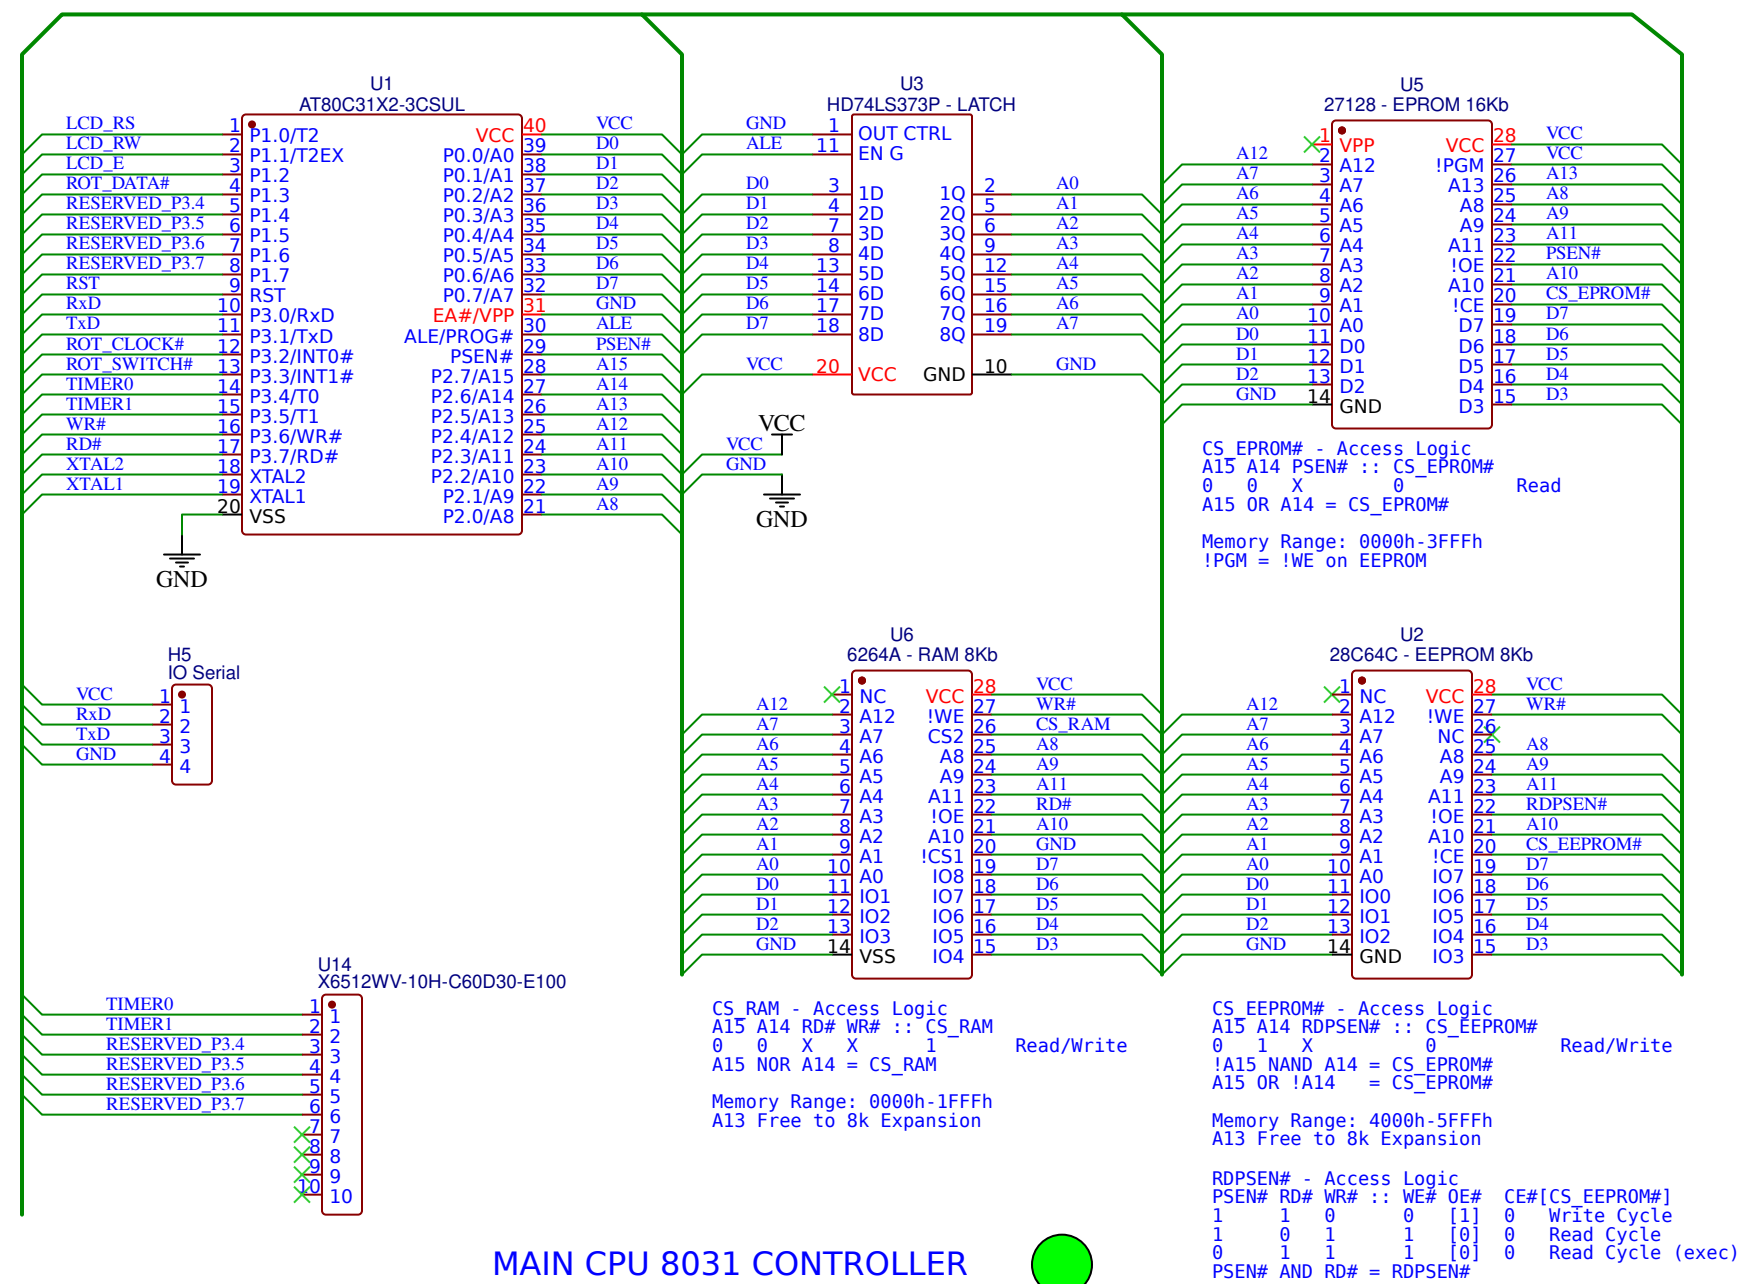 U1
AT80C31X2-3CSUL
LCD_RS 1 P1.0/T2 VCC 40 VCC
LCD_RW 2 P1.1/T2EX P0.0/A0 39 D0
LCD_E 3 P1.2 P0.1/A1 38 D1
ROT_DATA# 4 P1.3 P0.2/A2 37 D2
RESERVED_P3.4 5 P1.4 P0.3/A3 36 D3
RESERVED_P3.5 6 P1.5 P0.4/A4 35 D4
RESERVED_P3.6 7 P1.6 P0.5/A5 34 D5
RESERVED_P3.7 8 P1.7 P0.6/A6 33 D6
RST 9 RST P0.7/A7 32 D7
RxD 10 P3.0/RxD EA#/VPP 31 GND
TxD 11 P3.1/TxD ALE/PROG# 30 ALE
ROT_CLOCK# 12 P3.2/INT0# PSEN# 29 PSEN#
ROT_SWITCH# 13 P3.3/INT1# P2.7/A15 28 A15
TIMER0 14 P3.4/T0 P2.6/A14 27 A14
TIMER1 15 P3.5/T1 P2.5/A13 26 A13
WR# 16 P3.6/WR# P2.4/A12 25 A12
RD# 17 P3.7/RD# P2.3/A11 24 A11
XTAL2 18 XTAL2 P2.2/A10 23 A10
XTAL1 19 XTAL1 P2.1/A9 22 A9
20 VSS P2.0/A8 21 A8
GND
U3
HD74LS373P - LATCH
GND 1 OUT CTRL
ALE 11 EN G
D0 3 1D 1Q 2 A0
D1 4 2D 2Q 5 A1
D2 7 3D 3Q 6 A2
D3 8 4D 4Q 9 A3
D4 13 5D 5Q 12 A4
D5 14 6D 6Q 15 A5
D6 17 7D 7Q 16 A6
D7 18 8D 8Q 19 A7
VCC 20 VCC GND 10 GND
VCC
VCC
GND
GND
U5
27128 - EPROM 16Kb
1 VPP VCC 28 VCC
A12 2 A12 !PGM 27 VCC
A7 3 A7 A13 26 A13
A6 4 A6 A8 25 A8
A5 5 A5 A9 24 A9
A4 6 A4 A11 23 A11
A3 7 A3 !OE 22 PSEN#
A2 8 A2 A10 21 A10
A1 9 A1 !CE 20 CS_EPROM#
A0 10 A0 D7 19 D7
D0 11 D0 D6 18 D6
D1 12 D1 D5 17 D5
D2 13 D2 D4 16 D4
GND 14 GND D3 15 D3
CS_EPROM# - Access Logic
A15 A14 PSEN# :: CS_EPROM#
0 0 X 0 Read
A15 OR A14 = CS_EPROM#
Memory Range: 0000h-3FFFh
!PGM = !WE on EEPROM
H5
IO Serial
VCC 1 1
RxD 2 2
TxD 3 3
GND 4 4
U6
6264A - RAM 8Kb
1 NC VCC 28 VCC
A12 2 A12 !WE 27 WR#
A7 3 A7 CS2 26 CS_RAM
A6 4 A6 A8 25 A8
A5 5 A5 A9 24 A9
A4 6 A4 A11 23 A11
A3 7 A3 !OE 22 RD#
A2 8 A2 A10 21 A10
A1 9 A1 !CS1 20 GND
A0 10 A0 IO8 19 D7
D0 11 IO1 IO7 18 D6
D1 12 IO2 IO6 17 D5
D2 13 IO3 IO5 16 D4
GND 14 VSS IO4 15 D3
U2
28C64C - EEPROM 8Kb
1 NC VCC 28 VCC
A12 2 A12 !WE 27 WR#
A7 3 A7 NC 26
A6 4 A6 A8 25 A8
A5 5 A5 A9 24 A9
A4 6 A4 A11 23 A11
A3 7 A3 !OE 22 RDPSEN#
A2 8 A2 A10 21 A10
A1 9 A1 !CE 20 CS_EEPROM#
A0 10 A0 IO7 19 D7
D0 11 IO0 IO6 18 D6
D1 12 IO1 IO5 17 D5
D2 13 IO2 IO4 16 D4
GND 14 GND IO3 15 D3
U14
X6512WV-10H-C60D30-E100
TIMER0 1 1
TIMER1 2 2
RESERVED_P3.4 3 3
RESERVED_P3.5 4 4
RESERVED_P3.6 5 5
RESERVED_P3.7 6 6
7 7
8 8
9 9
10 10
CS_RAM - Access Logic
A15 A14 RD# WR# :: CS_RAM
0 0 X X 1 Read/Write
A15 NOR A14 = CS_RAM
Memory Range: 0000h-1FFFh
A13 Free to 8k Expansion
CS_EEPROM# - Access Logic
A15 A14 RDPSEN# :: CS_EEPROM#
0 1 X 0 Read/Write
!A15 NAND A14 = CS_EPROM#
A15 OR !A14 = CS_EPROM#
Memory Range: 4000h-5FFFh
A13 Free to 8k Expansion
RDPSEN# - Access Logic
PSEN# RD# WR# :: WE# OE# CE#[CS_EEPROM#]
1 1 0 0 [1] 0 Write Cycle
1 0 1 1 [0] 0 Read Cycle
0 1 1 1 [0] 0 Read Cycle (exec)
PSEN# AND RD# = RDPSEN#
MAIN CPU 8031 CONTROLLER